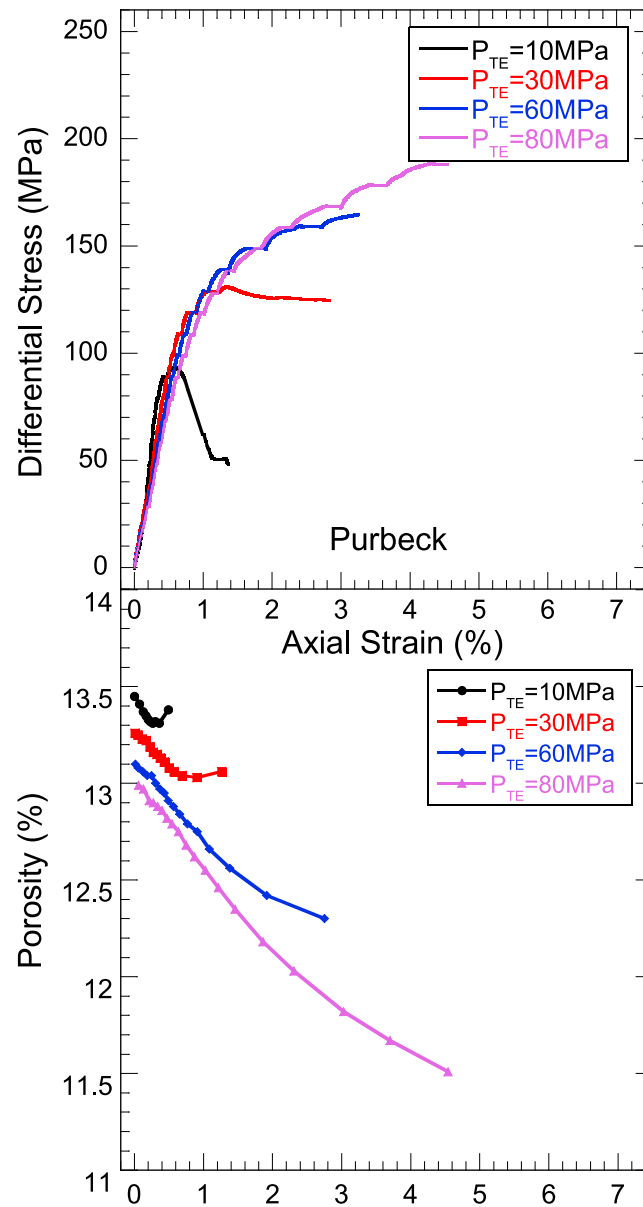 250
200
150
100
50
0
Differential Stress (MPa)
P_TE=10MPa
P_TE=30MPa
P_TE=60MPa
P_TE=80MPa
Purbeck
0 1 2 3 4 5 6 7
Axial Strain (%)
14
13.5
13
12.5
12
11.5
11
Porosity (%)
P_TE=10MPa
P_TE=30MPa
P_TE=60MPa
P_TE=80MPa
0 1 2 3 4 5 6 7